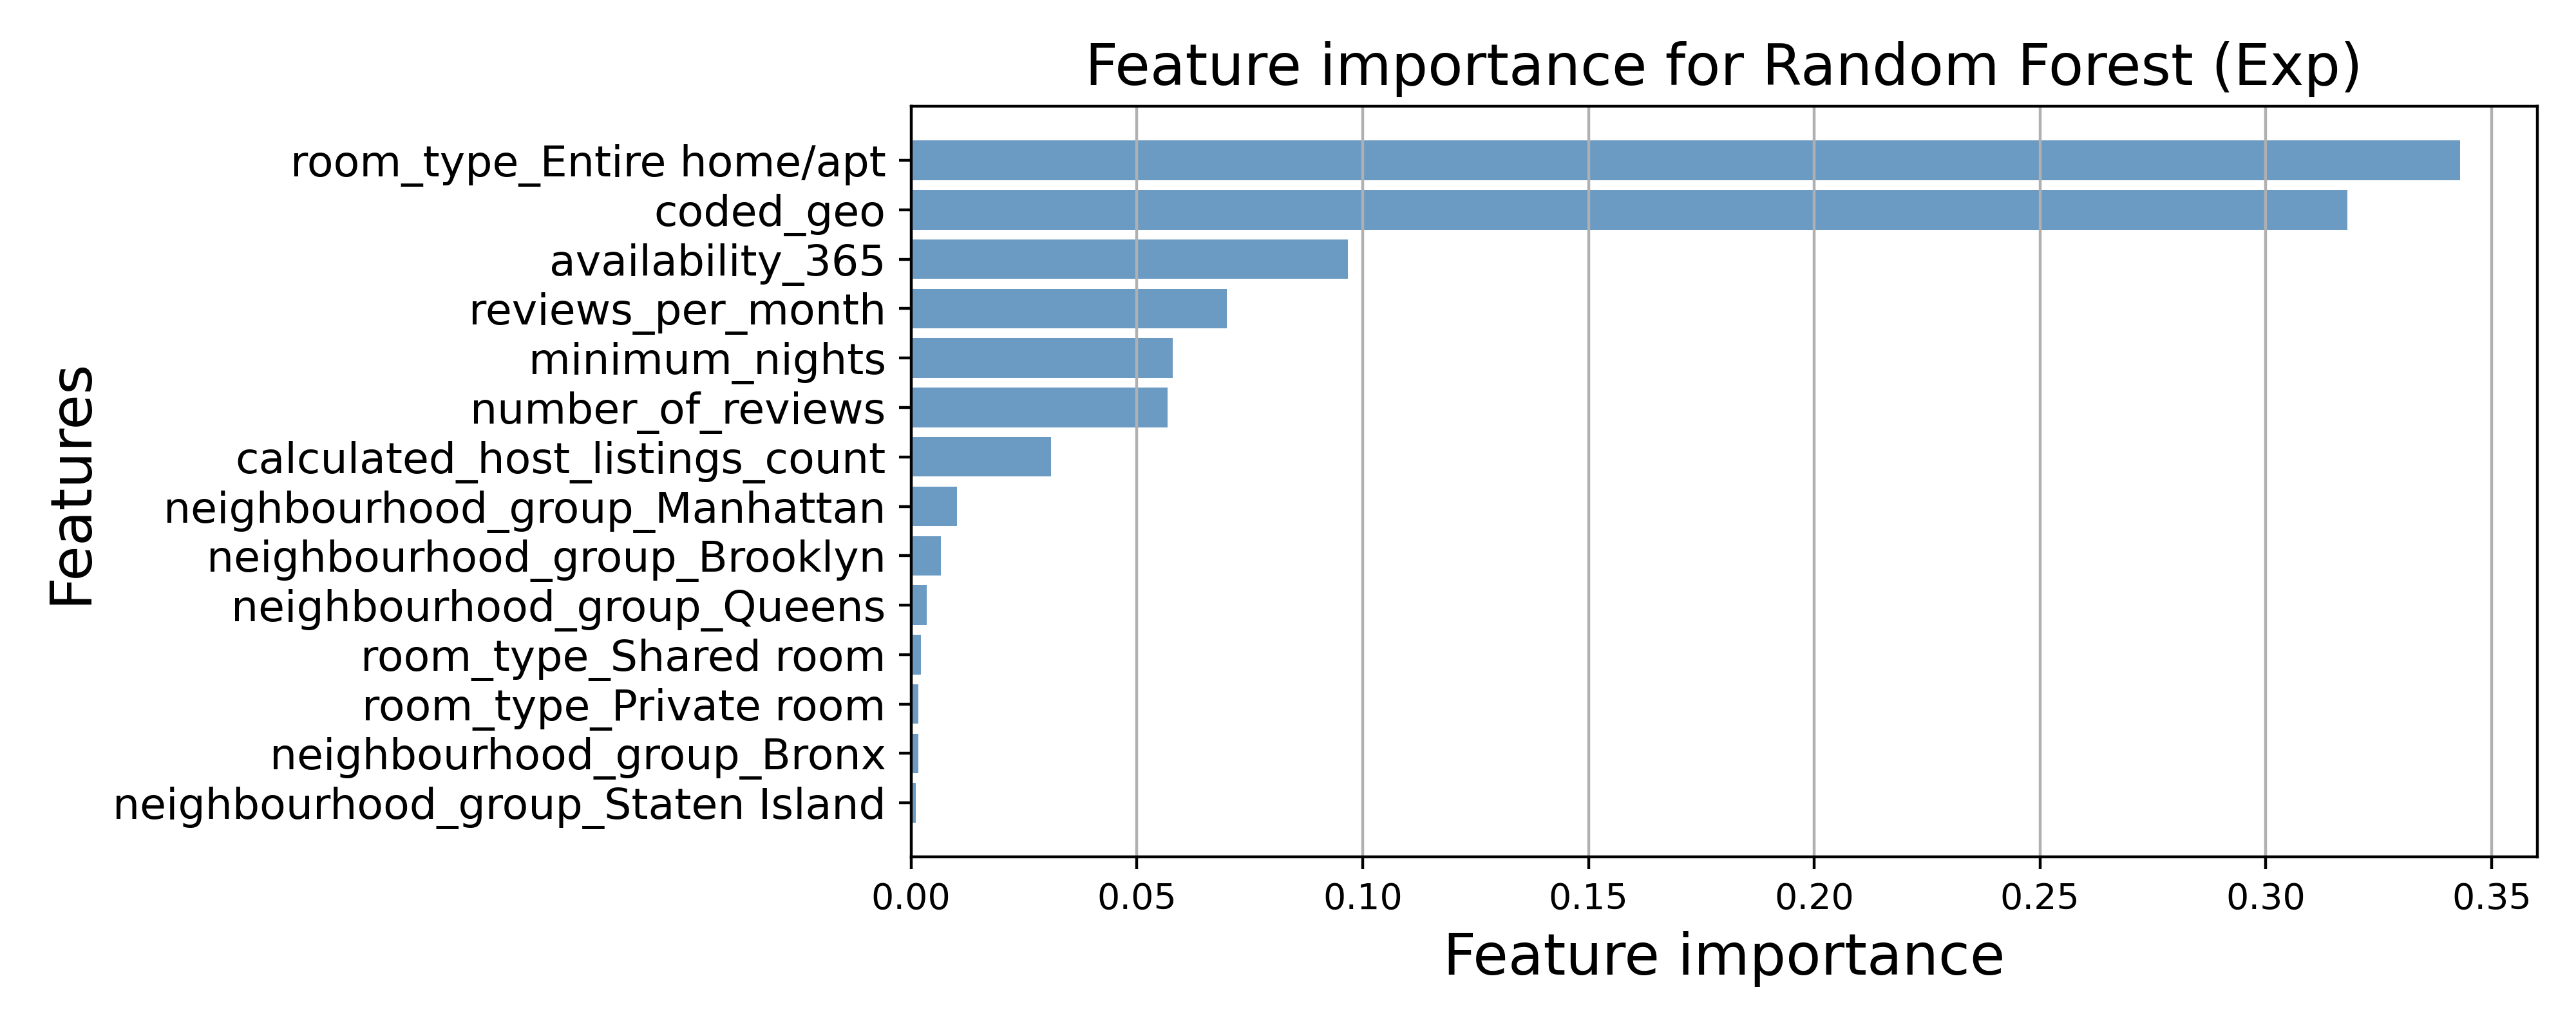 Feature importance for Random Forest (Exp)
Features
room_type_Entire home/apt
coded_geo
availability_365
reviews_per_month
minimum_nights
number_of_reviews
calculated_host_listings_count
neighbourhood_group_Manhattan
neighbourhood_group_Brooklyn
neighbourhood_group_Queens
room_type_Shared room
room_type_Private room
neighbourhood_group_Bronx
neighbourhood_group_Staten Island
0.00 0.05 0.10 0.15 0.20 0.25 0.30 0.35
Feature importance